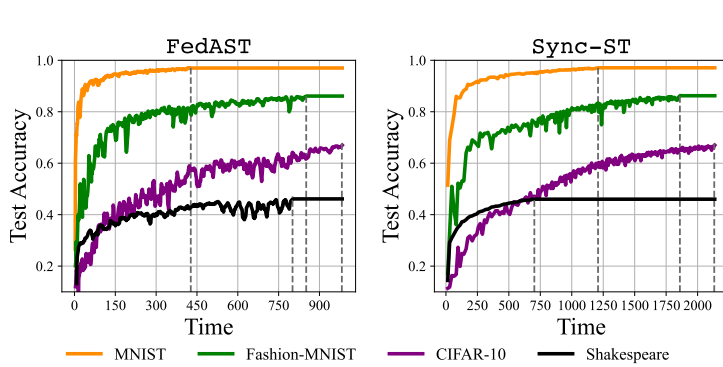 FedAST
Sync-ST
Test Accuracy
1.0
0.8
0.6
0.4
0.2
0 150 300 450 600 750 900
Time
Test Accuracy
1.0
0.8
0.6
0.4
0.2
0 250 500 750 1000 1250 1500 1750 2000
Time
MNIST Fashion-MNIST CIFAR-10 Shakespeare